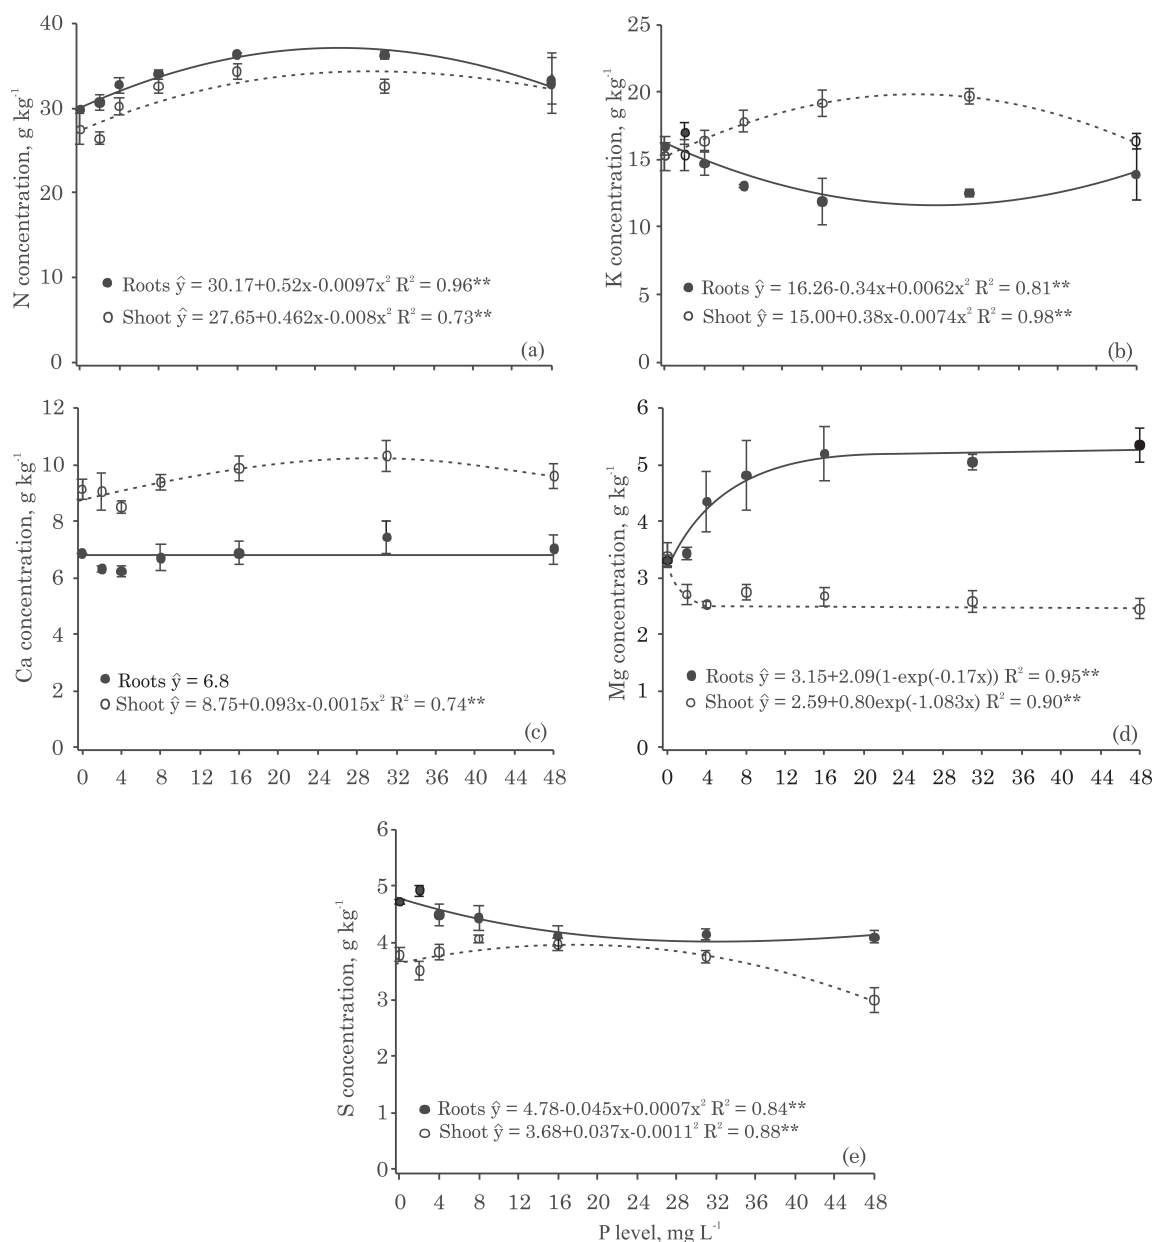 40
30
20
10
0
N concentration, g kg⁻¹
Roots ŷ = 30.17+0.52x-0.0097x² R² = 0.96**
Shoot ŷ = 27.65+0.462x-0.008x² R² = 0.73**
(a)
25
20
15
10
5
0
K concentration, g kg⁻¹
Roots ŷ = 16.26-0.34x+0.0062x² R² = 0.81**
Shoot ŷ = 15.00+0.38x-0.0074x² R² = 0.98**
(b)
12
10
8
6
4
2
0
Ca concentration, g kg⁻¹
Roots ŷ = 6.8
Shoot ŷ = 8.75+0.093x-0.0015x² R² = 0.74**
(c)
0 4 8 12 16 20 24 28 32 36 40 44 48
6
5
4
3
2
1
0
Mg concentration, g kg⁻¹
Roots ŷ = 3.15+2.09(1-exp(-0.17x)) R² = 0.95**
Shoot ŷ = 2.59+0.80exp(-1.083x) R² = 0.90**
(d)
0 4 8 12 16 20 24 28 32 36 40 44 48
6
5
4
3
2
1
0
S concentration, g kg⁻¹
Roots ŷ = 4.78-0.045x+0.0007x² R² = 0.84**
Shoot ŷ = 3.68+0.037x-0.0011² R² = 0.88**
(e)
0 4 8 12 16 20 24 28 32 36 40 44 48
P level, mg L⁻¹